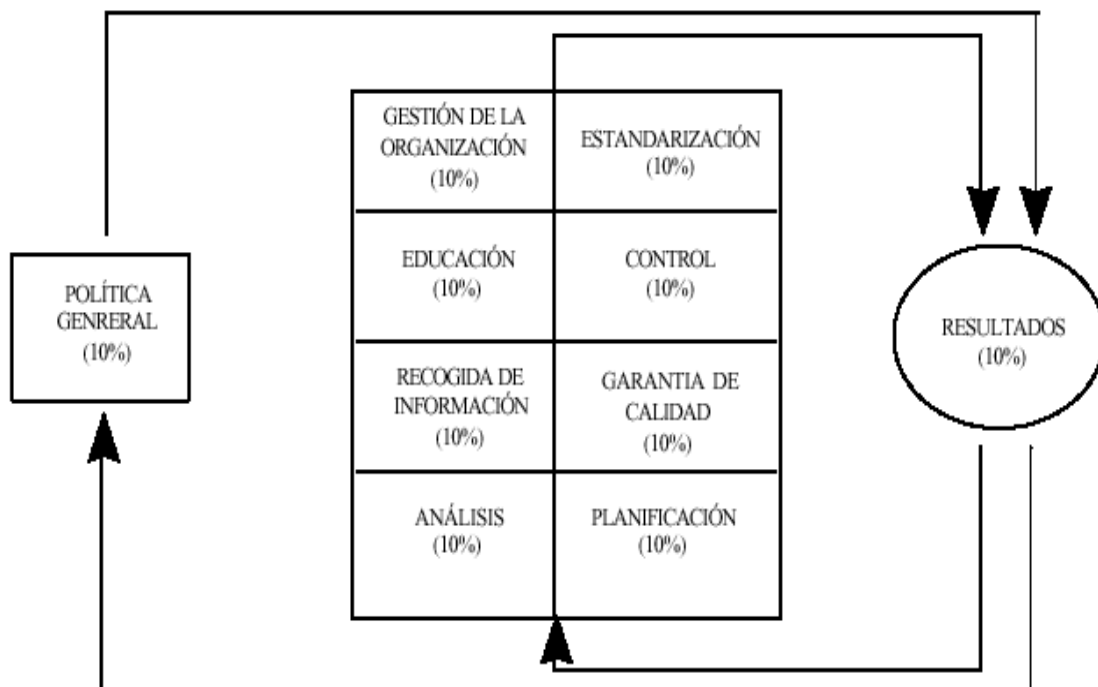 GESTIÓN DE LA
ORGANIZACIÓN
(10%)
ESTANDARIZACIÓN
(10%)
EDUCACIÓN
(10%)
CONTROL
(10%)
POLÍTICA
GENRERAL
(10%)
RESULTADOS
(10%)
RECOGIDA DE
INFORMACIÓN
(10%)
GARANTIA DE
CALIDAD
(10%)
ANÁLISIS
(10%)
PLANIFICACIÓN
(10%)